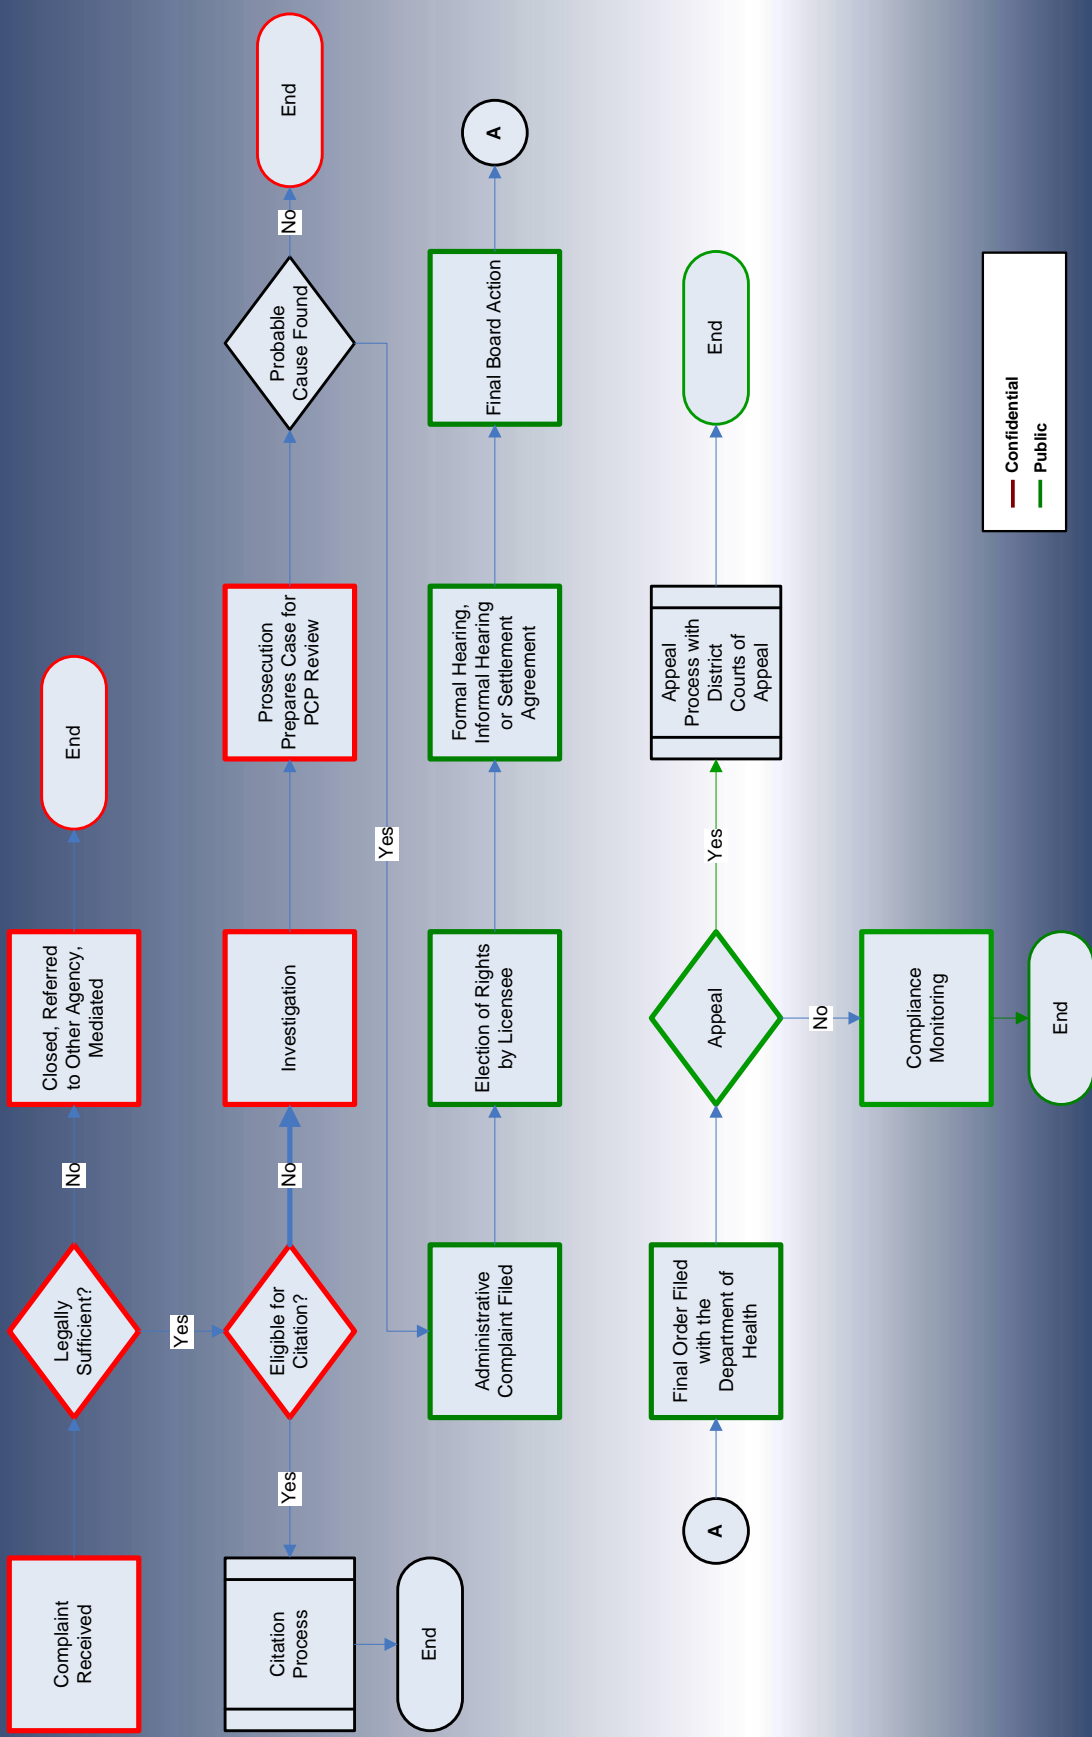 Complaint
Received
Legally
Sufficient?
No
Closed, Referred
to Other Agency,
Mediated
End
Yes
Citation
Process
Yes
Eligible for
Citation?
No
Investigation
Prosecution
Prepares Case for
PCP Review
Probable
Cause Found
No
End
Yes
End
Administrative
Complaint Filed
Election of Rights
by Licensee
Formal Hearing,
Informal Hearing
or Settlement
Agreement
Final Board Action
A
A
Final Order Filed
with the
Department of
Health
Appeal
Yes
Appeal
Process with
District
Courts of
Appeal
End
No
Compliance
Monitoring
End
Confidential
Public